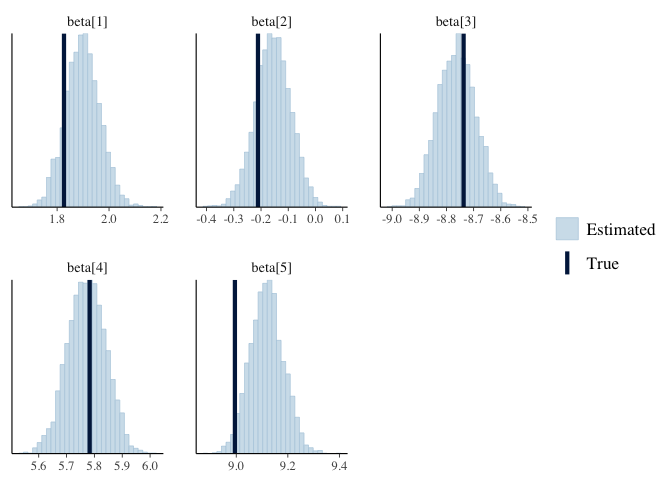 beta[1] beta[2] beta[3]
1.8 2.0 2.2 -0.4 -0.3 -0.2 -0.1 0.0 0.1 -9.0 -8.9 -8.8 -8.7 -8.6 -8.5
Estimated
True
beta[4] beta[5]
5.6 5.7 5.8 5.9 6.0 9.0 9.2 9.4